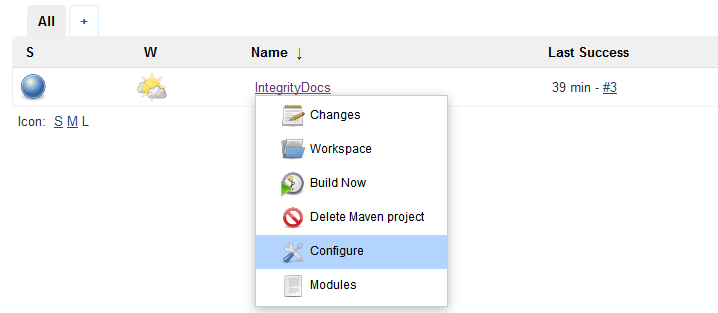 All +
S W Name ↓ Last Success
IntegrityDocs 39 min - #3
Icon: S M L
Changes
Workspace
Build Now
Delete Maven project
Configure
Modules